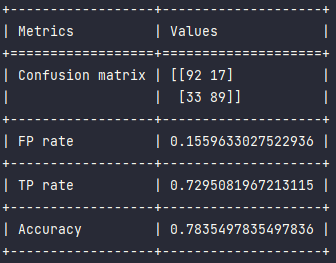 +------------------+--------------------+
| Metrics          | Values             |
+==================+====================+
| Confusion matrix | [[92 17]           |
|                  |  [33 89]]          |
+------------------+--------------------+
| FP rate          | 0.1559633027522936 |
+------------------+--------------------+
| TP rate          | 0.7295081967213115 |
+------------------+--------------------+
| Accuracy         | 0.7835497835497836 |
+------------------+--------------------+